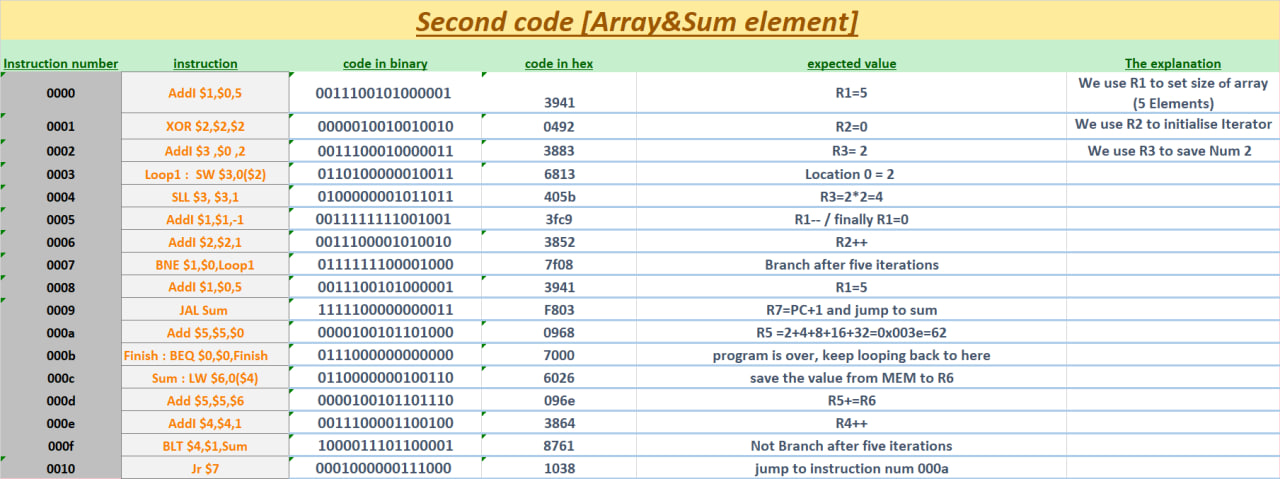 Second code [Array&Sum element]
Instruction number instruction code in binary code in hex expected value The explanation
0000 AddI $1,$0,5 0011100101000001 3941 R1=5 We use R1 to set size of array
(5 Elements)
0001 XOR $2,$2,$2 0000010010010010 0492 R2=0 We use R2 to initialise Iterator
0002 AddI $3 ,$0 ,2 0011100010000011 3883 R3= 2 We use R3 to save Num 2
0003 Loop1 : SW $3,0($2) 0110100000010011 6813 Location 0 = 2
0004 SLL $3, $3,1 0100000001011011 405b R3=2*2=4
0005 AddI $1,$1,-1 0011111111001001 3fc9 R1-- / finally R1=0
0006 AddI $2,$2,1 0011100001010010 3852 R2++
0007 BNE $1,$0,Loop1 0111111100001000 7f08 Branch after five iterations
0008 AddI $1,$0,5 0011100101000001 3941 R1=5
0009 JAL Sum 1111100000000011 F803 R7=PC+1 and jump to sum
000a Add $5,$5,$0 0000100101101000 0968 R5 =2+4+8+16+32=0x003e=62
000b Finish : BEQ $0,$0,Finish 0111000000000000 7000 program is over, keep looping back to here
000c Sum : LW $6,0($4) 0110000000100110 6026 save the value from MEM to R6
000d Add $5,$5,$6 0000100101101110 096e R5+=R6
000e AddI $4,$4,1 0011100001100100 3864 R4++
000f BLT $4,$1,Sum 1000011101100001 8761 Not Branch after five iterations
0010 Jr $7 0001000000111000 1038 jump to instruction num 000a